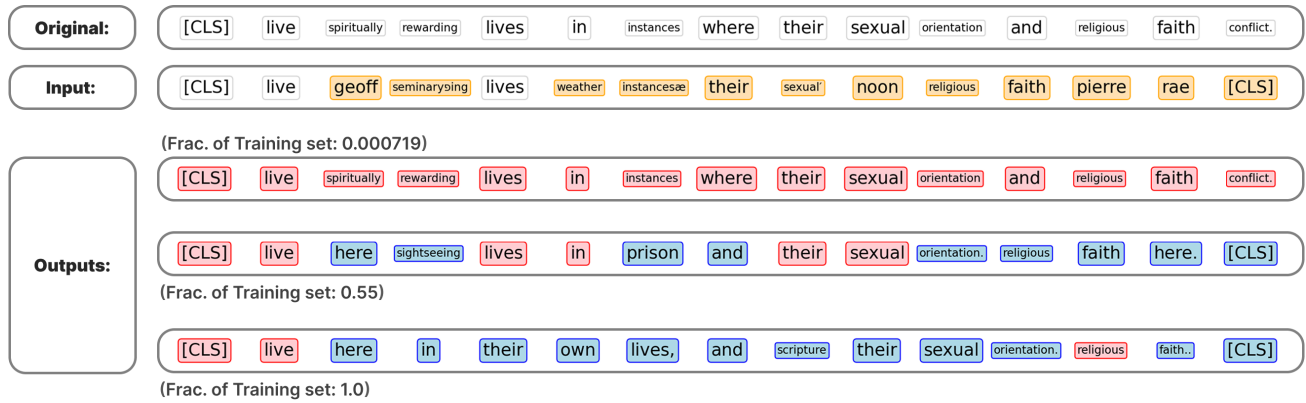 Original: [CLS] live spiritually rewarding lives in instances where their sexual orientation and religious faith conflict.
Input: [CLS] live geoff seminaryɔing lives weather instancesæ their sexual′ noon religious faith pierre rae [CLS]
(Frac. of Training set: 0.000719)
[CLS] live spiritually rewarding lives in instances where their sexual orientation and religious faith conflict.
Outputs: [CLS] live here sightseeing lives in prison and their sexual orientation. religious faith here. [CLS]
(Frac. of Training set: 0.55)
[CLS] live here in their own lives, and scripture their sexual orientation. religious faith.. [CLS]
(Frac. of Training set: 1.0)